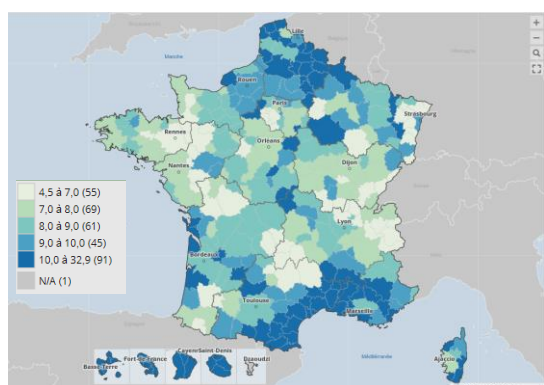 Manche
Lille
Rouen
Paris
Strasbourg
Rennes
Orléans
Nantes
Dijon
4,5 à 7,0 (55)
7,0 à 8,0 (69)
8,0 à 9,0 (61)
9,0 à 10,0 (45)
10,0 à 32,9 (91)
N/A (1)
Lyon
Bordeaux
Toulouse
Marseille
Ajaccio
Basse-Terre
Fort-de-France
Cayenne
Saint-Denis
Dzaoudzi